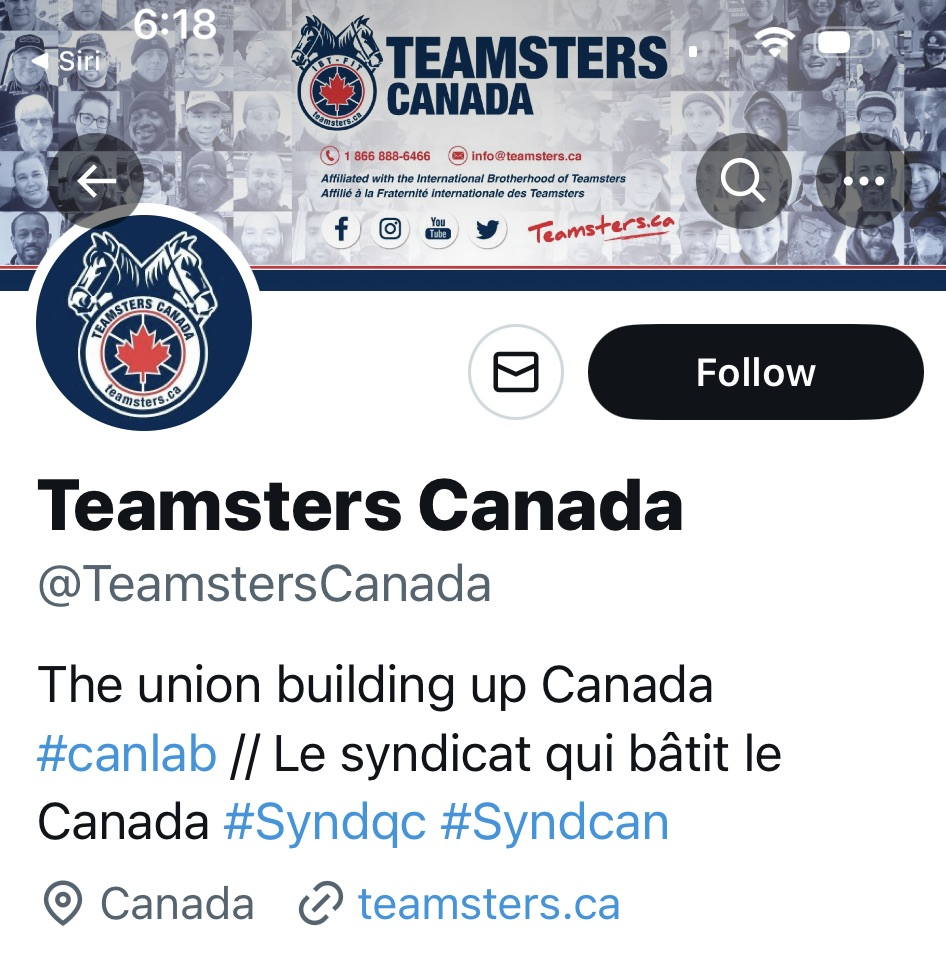 6:18
Siri
IBT-FIT
teamsters.ca
TEAMSTERS
CANADA
1 866 888-6466 info@teamsters.ca
Affiliated with the International Brotherhood of Teamsters
Affilié à la Fraternité internationale des Teamsters
You
Tube
Teamsters.ca
TEAMSTERS CANADA
teamsters.ca
Follow
Teamsters Canada
@TeamstersCanada
The union building up Canada
#canlab // Le syndicat qui bâtit le
Canada #Syndqc #Syndcan
Canada teamsters.ca